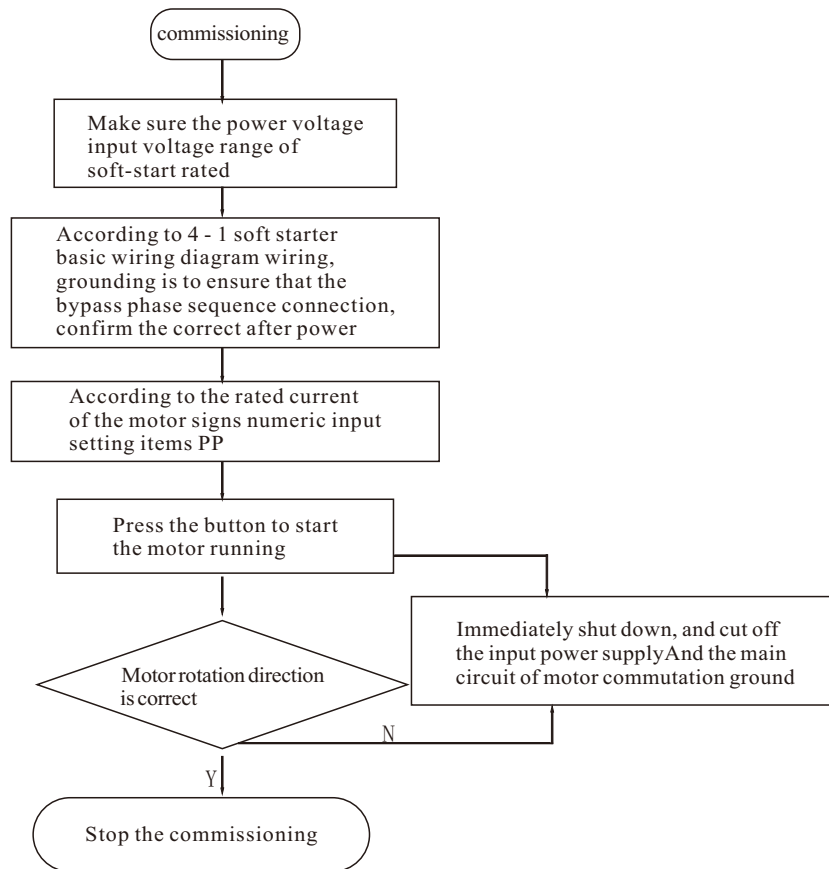 commissioning
Make sure the power voltage
input voltage range of
soft-start rated
According to 4 - 1 soft starter
basic wiring diagram wiring,
grounding is to ensure that the
bypass phase sequence connection,
confirm the correct after power
According to the rated current
of the motor signs numeric input
setting items PP
Press the button to start
the motor running
Immediately shut down, and cut off
the input power supplyAnd the main
circuit of motor commutation ground
Motor rotation direction
is correct
N
Y
Stop the commissioning